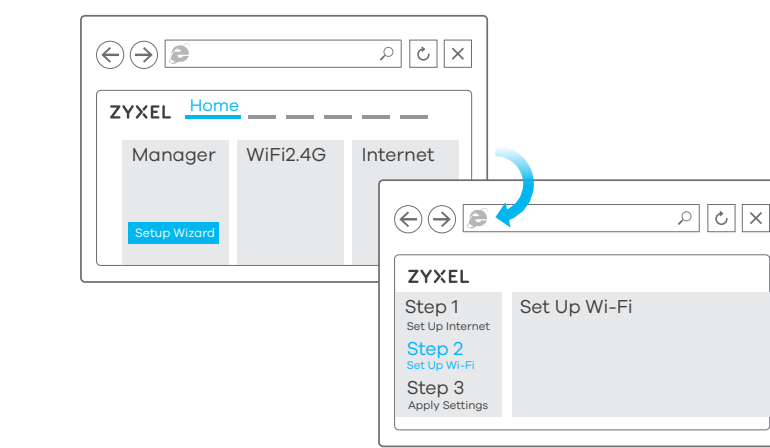 ZYXEL Home
Manager WiFi2.4G Internet
Setup Wizard
ZYXEL
Step 1
Set Up Internet
Step 2
Set Up Wi-Fi
Step 3
Apply Settings
Set Up Wi-Fi